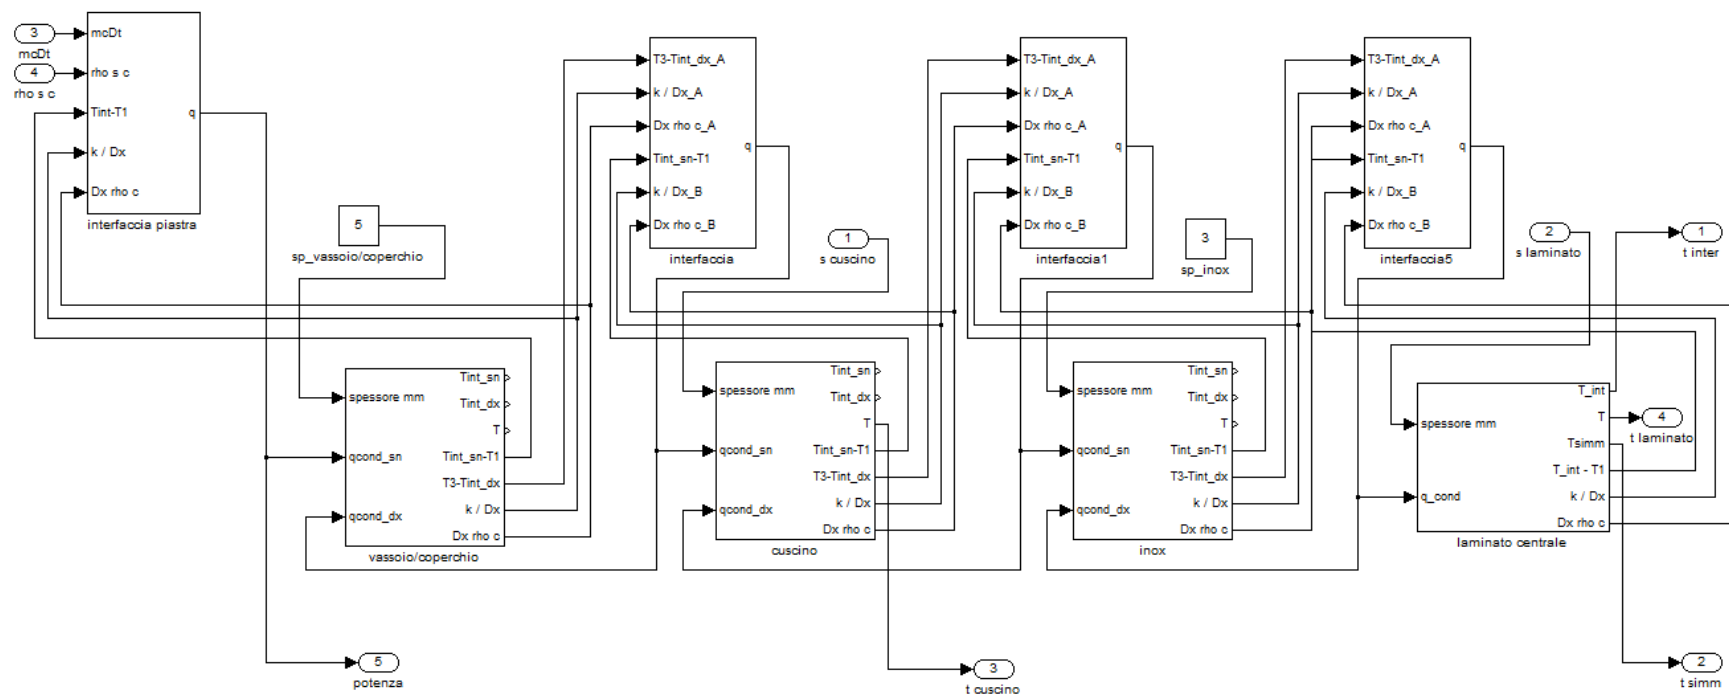 3
mcDt
4
rho s c
mcDt
rho s c
Tint-T1
k / Dx
Dx rho c
q
interfaccia piastra
5
sp_vassoio/coperchio
T3-Tint_dx_A
k / Dx_A
Dx rho c_A
Tint_sn-T1
k / Dx_B
Dx rho c_B
q
interfaccia
1
s cuscino
T3-Tint_dx_A
k / Dx_A
Dx rho c_A
Tint_sn-T1
k / Dx_B
Dx rho c_B
q
interfaccia1
3
sp_inox
T3-Tint_dx_A
k / Dx_A
Dx rho c_A
Tint_sn-T1
k / Dx_B
Dx rho c_B
q
interfaccia5
2
s laminato
1
t inter
spessore mm
qcond_sn
qcond_dx
Tint_sn
Tint_dx
T
Tint_sn-T1
T3-Tint_dx
k / Dx
Dx rho c
vassoio/coperchio
spessore mm
qcond_sn
qcond_dx
Tint_sn
Tint_dx
T
Tint_sn-T1
T3-Tint_dx
k / Dx
Dx rho c
cuscino
spessore mm
qcond_sn
qcond_dx
Tint_sn
Tint_dx
T
Tint_sn-T1
T3-Tint_dx
k / Dx
Dx rho c
inox
spessore mm
q_cond
T_int
T
Tsimm
T_int - T1
k / Dx
Dx rho c
laminato centrale
4
t laminato
5
potenza
3
t cuscino
2
t simm